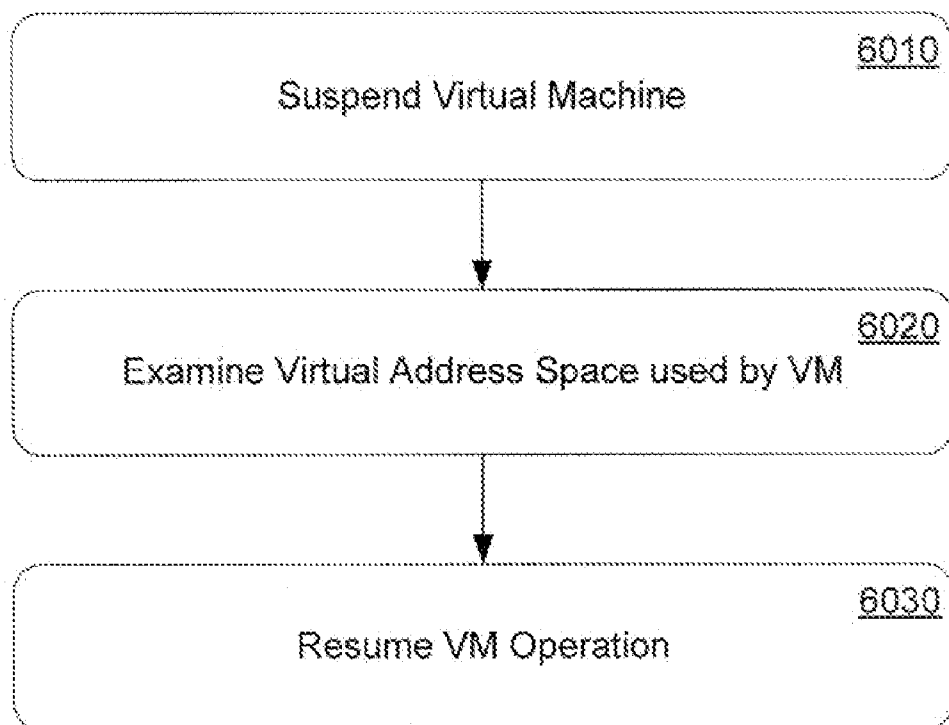 6010
Suspend Virtual Machine
6020
Examine Virtual Address Space used by VM
6030
Resume VM Operation